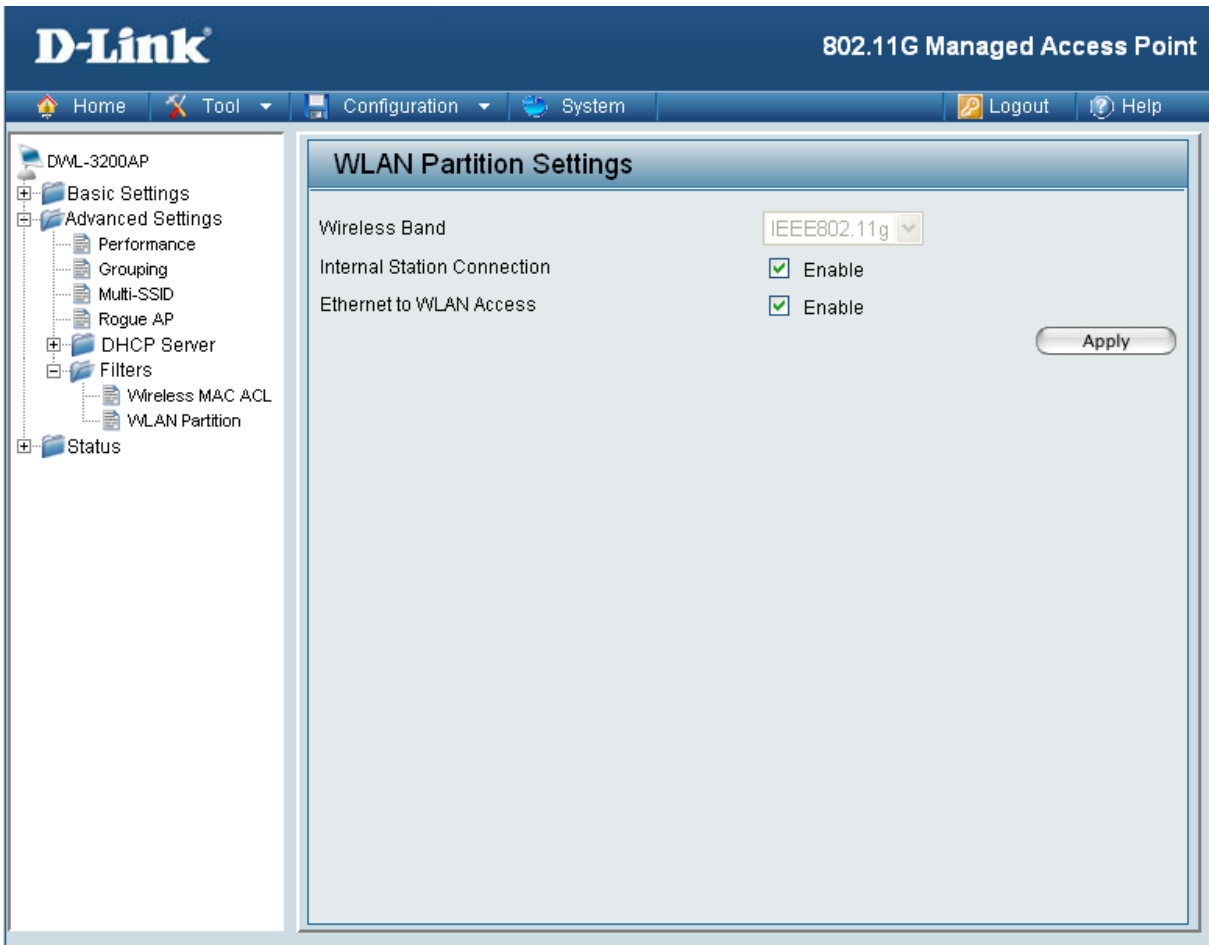 D-Link
802.11G Managed Access Point
Home Tool Configuration System Logout Help
DWL-3200AP
Basic Settings
Advanced Settings
Performance
Grouping
Multi-SSID
Rogue AP
DHCP Server
Filters
Wireless MAC ACL
WLAN Partition
Status
WLAN Partition Settings
Wireless Band IEEE802.11g
Internal Station Connection Enable
Ethernet to WLAN Access Enable
Apply